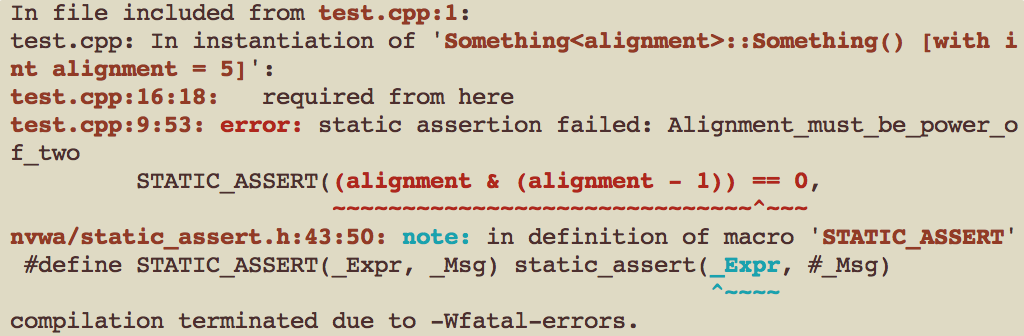 In file included from test.cpp:1:
test.cpp: In instantiation of 'Something<alignment>::Something() [with i
nt alignment = 5]':
test.cpp:16:18:   required from here
test.cpp:9:53: error: static assertion failed: Alignment_must_be_power_o
f_two
         STATIC_ASSERT((alignment & (alignment - 1)) == 0,
                       ~~~~~~~~~~~~~~~~~~~~~~~~~~~~~~^~~~
nvwa/static_assert.h:43:50: note: in definition of macro 'STATIC_ASSERT'
 #define STATIC_ASSERT(_Expr, _Msg) static_assert(_Expr, #_Msg)
                                                  ^~~~~
compilation terminated due to -Wfatal-errors.